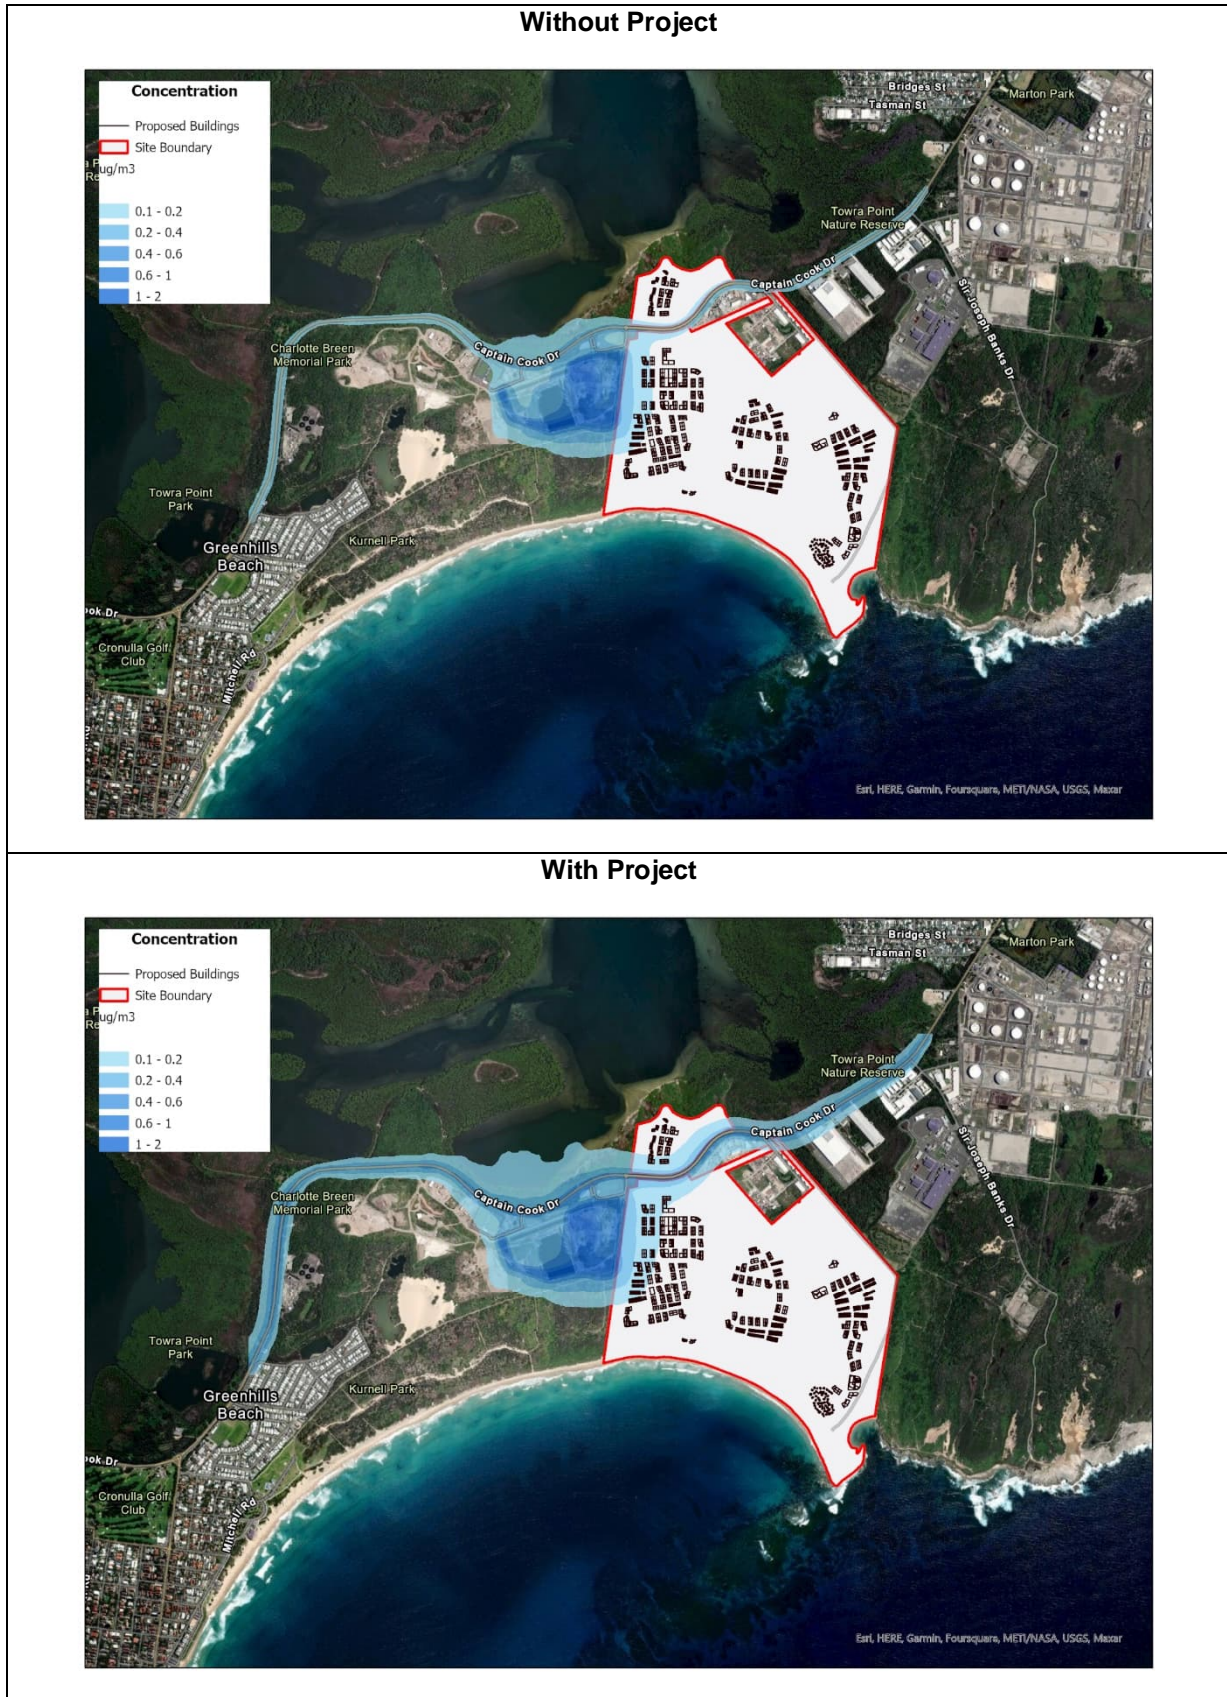 Without Project
Concentration
Proposed Buildings
Site Boundary
ug/m3
0.1 - 0.2
0.2 - 0.4
0.4 - 0.6
0.6 - 1
1 - 2
Bridges St
Tasman St
Marton Park
Towra Point
Nature Reserve
Captain Cook Dr
Sir Joseph Banks Dr
Charlotte Breen
Memorial Park
Captain Cook Dr
Towra Point
Park
Greenhills
Beach
Kurnell Park
ook Dr
Cronulla Golf
Club
Mitchell Rd
Esri, HERE, Garmin, Foursquare, METI/NASA, USGS, Maxar
With Project
Concentration
Proposed Buildings
Site Boundary
ug/m3
0.1 - 0.2
0.2 - 0.4
0.4 - 0.6
0.6 - 1
1 - 2
Bridges St
Tasman St
Marton Park
Towra Point
Nature Reserve
Captain Cook Dr
Sir Joseph Banks Dr
Charlotte Breen
Memorial Park
Captain Cook Dr
Towra Point
Park
Greenhills
Beach
Kurnell Park
ook Dr
Cronulla Golf
Club
Mitchell Rd
Esri, HERE, Garmin, Foursquare, METI/NASA, USGS, Maxar